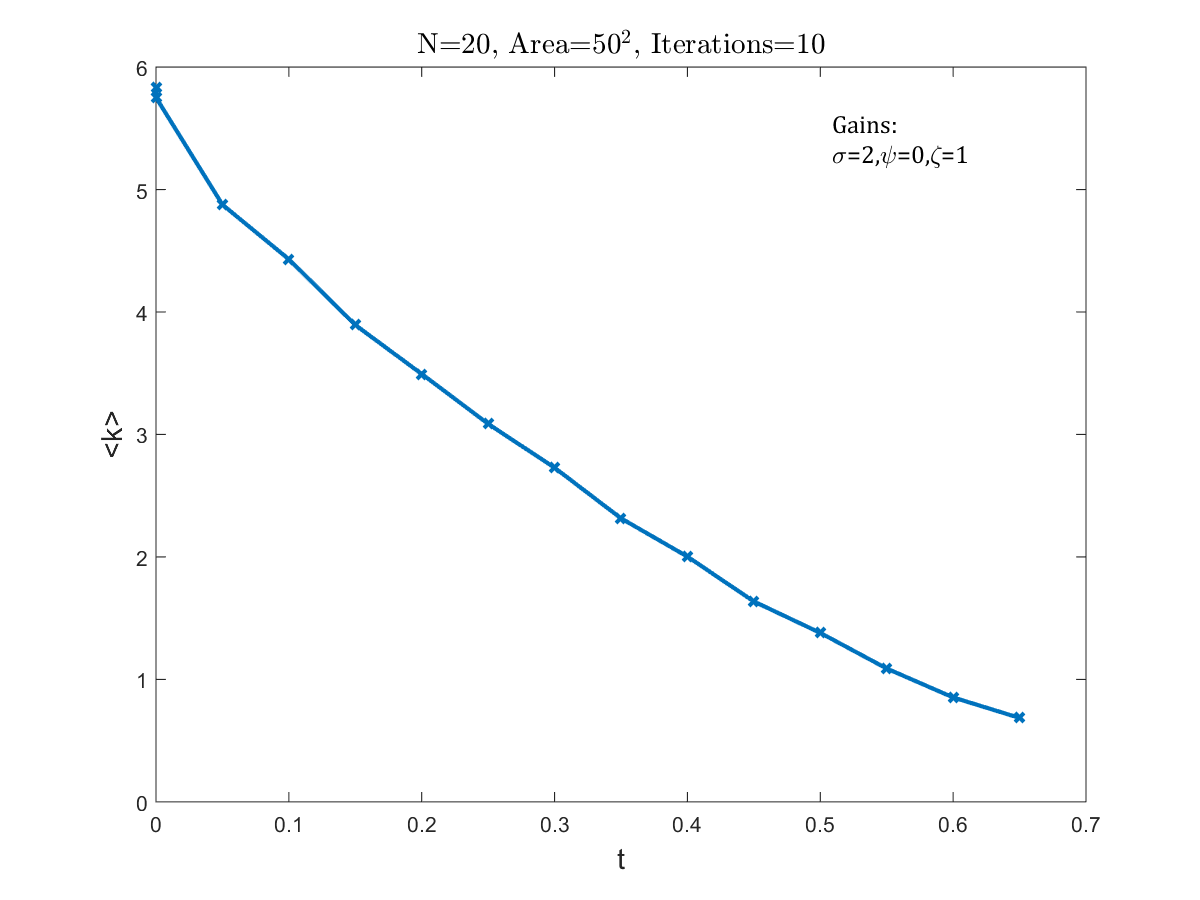 N=20, Area=50², Iterations=10
Gains:
σ=2,ψ=0,ζ=1
6
5
4
3
2
1
0
<k>
0 0.1 0.2 0.3 0.4 0.5 0.6 0.7
t